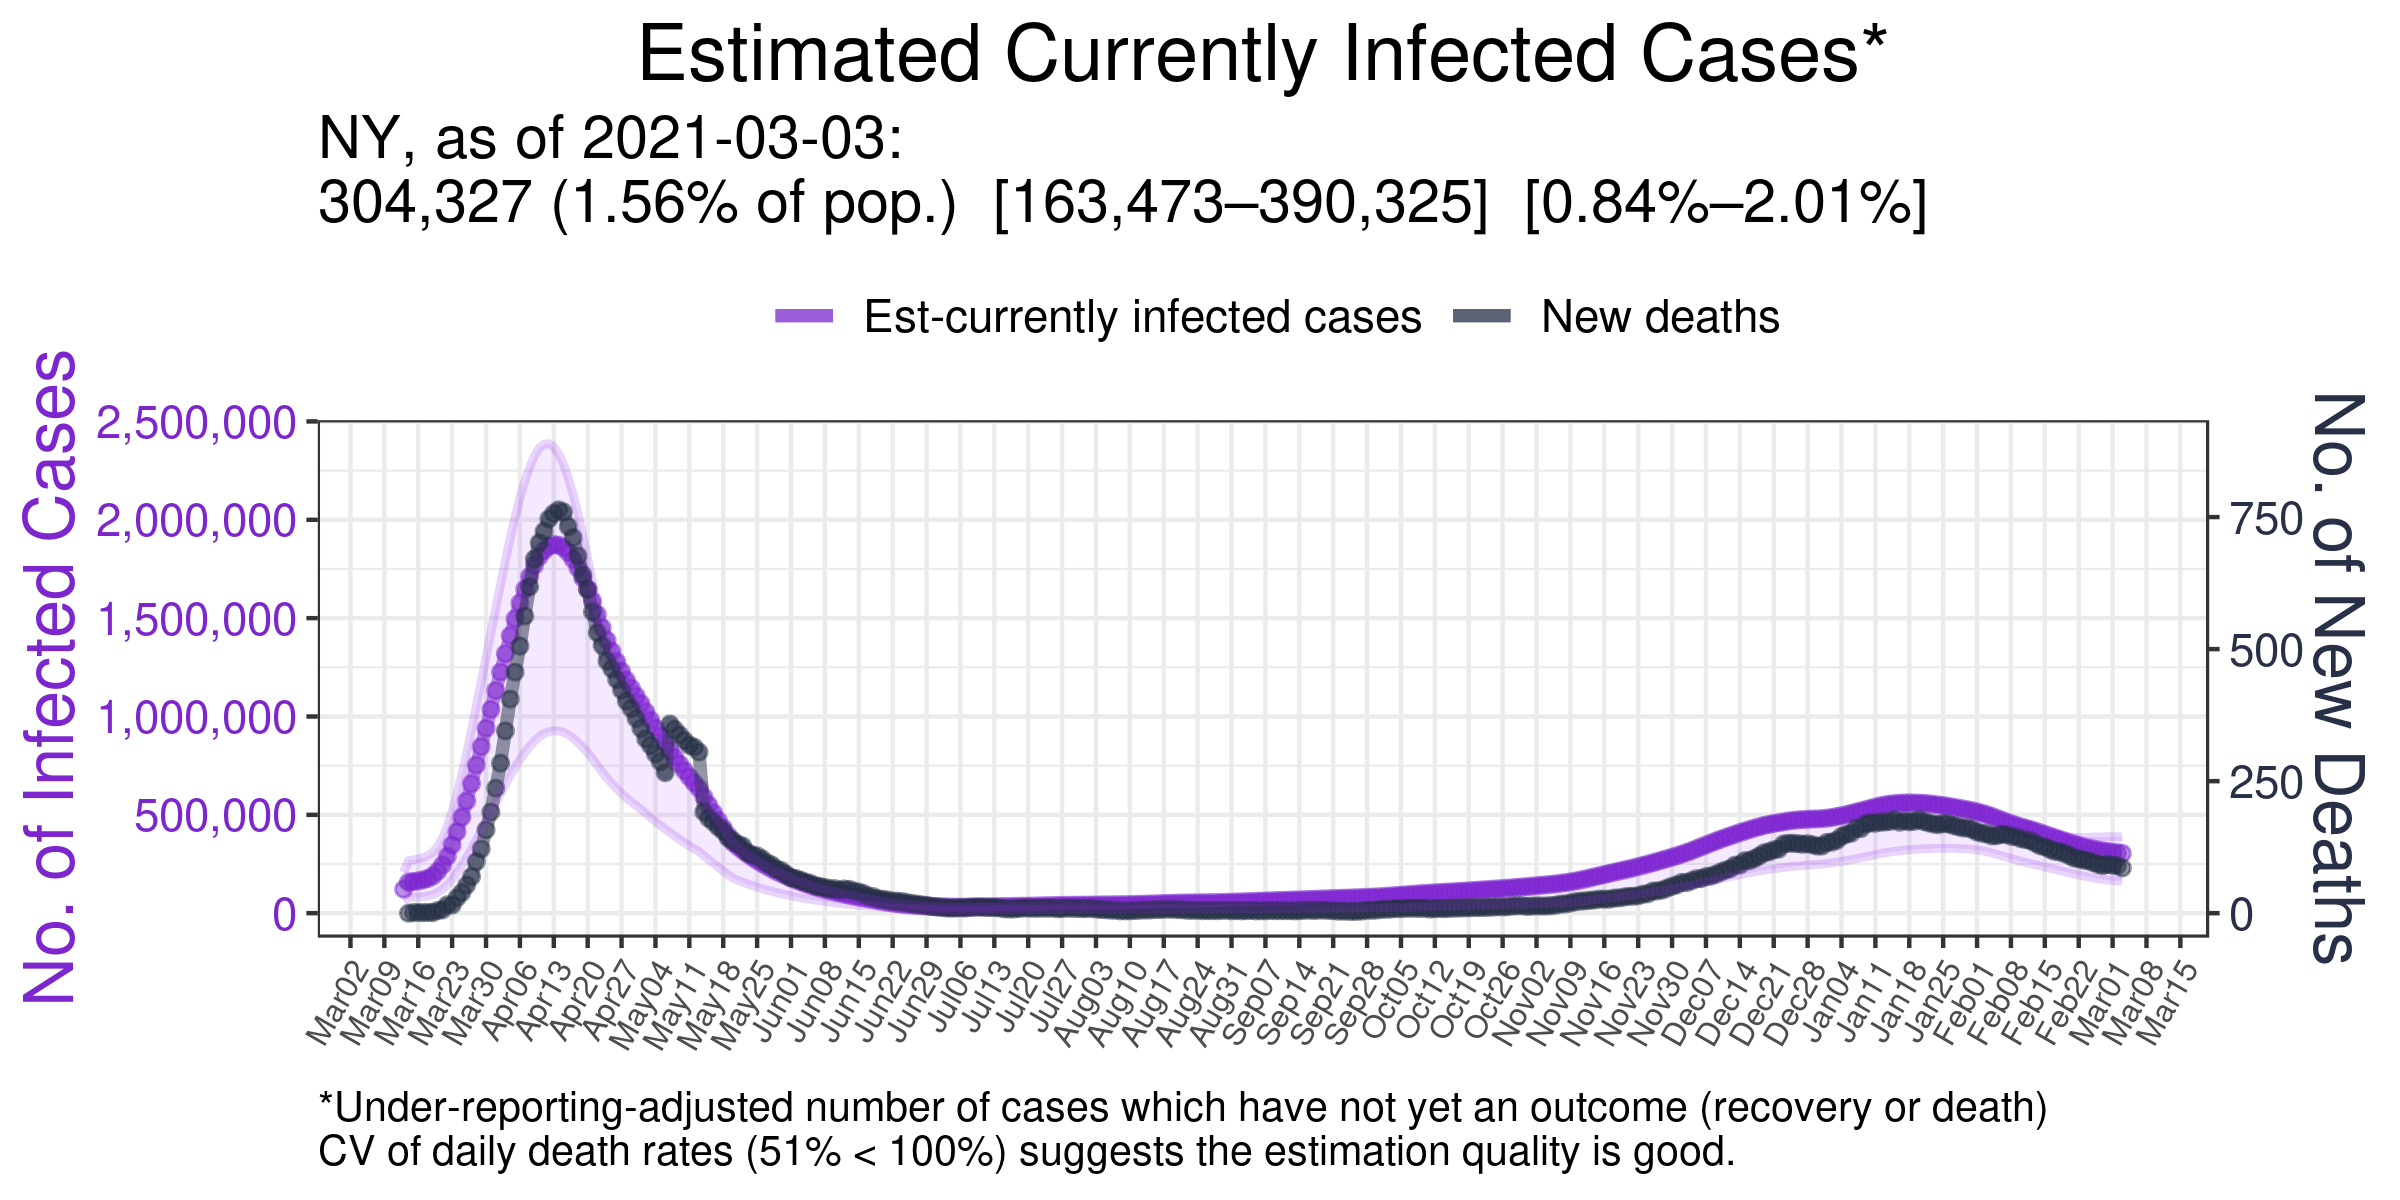 Estimated Currently Infected Cases*
NY, as of 2021-03-03:
304,327 (1.56% of pop.) [163,473–390,325] [0.84%–2.01%]
Est-currently infected cases
New deaths
No. of Infected Cases
2,500,000
2,000,000
1,500,000
1,000,000
500,000
0
750
500
250
0
No. of New Deaths
Mar02
Mar09
Mar16
Mar23
Mar30
Apr06
Apr13
Apr20
Apr27
May04
May11
May18
May25
Jun01
Jun08
Jun15
Jun22
Jun29
Jul06
Jul13
Jul20
Jul27
Aug03
Aug10
Aug17
Aug24
Aug31
Sep07
Sep14
Sep21
Sep28
Oct05
Oct12
Oct19
Oct26
Nov02
Nov09
Nov16
Nov23
Nov30
Dec07
Dec14
Dec21
Dec28
Jan04
Jan11
Jan18
Jan25
Feb01
Feb08
Feb15
Feb22
Mar01
Mar08
Mar15
*Under-reporting-adjusted number of cases which have not yet an outcome (recovery or death)
CV of daily death rates (51% < 100%) suggests the estimation quality is good.